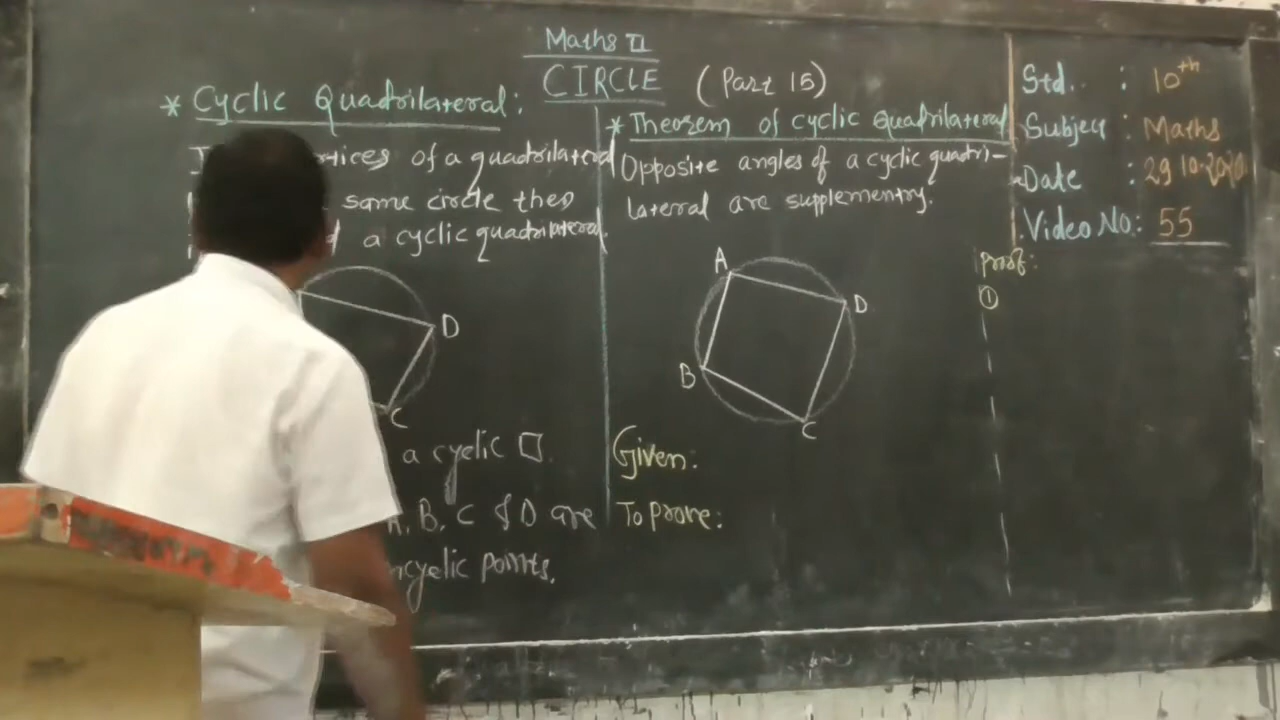 Maths II
CIRCLE (Part 15)
* Cyclic Quadrilateral:
of a quadrilateral
same circle then
a cyclic quadrilateral.
D
C
a cyclic □.
A, B, C & D are
points.
* Theorem of cyclic Quadrilateral
Opposite angles of a cyclic quadri-
lateral are supplementry.
A
D
B
C
Given:
To prove:
Std. : 10th
Subject : Maths
Date : 29.10.2020
Video No.: 55
Proof:
①